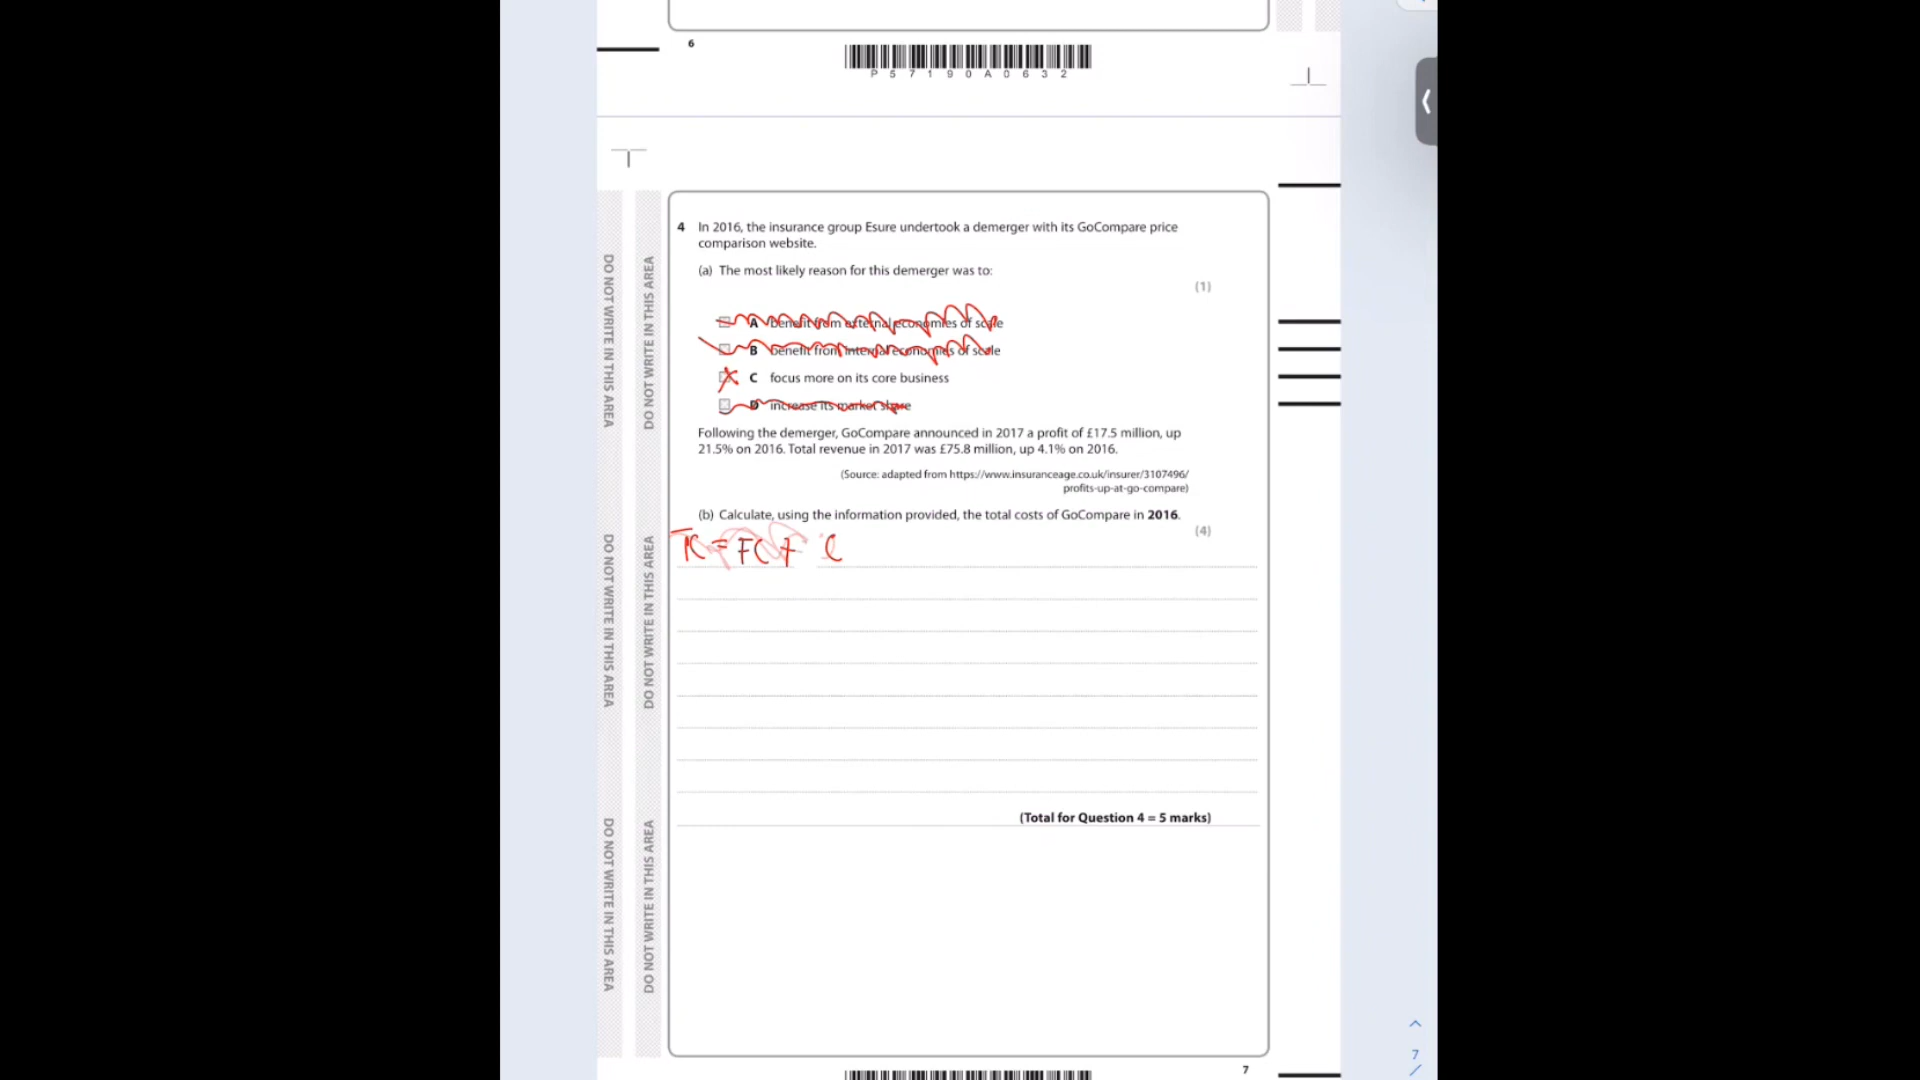 6
P57190A0632
DO NOT WRITE IN THIS AREA
DO NOT WRITE IN THIS AREA
DO NOT WRITE IN THIS AREA
DO NOT WRITE IN THIS AREA
DO NOT WRITE IN THIS AREA
DO NOT WRITE IN THIS AREA
4 In 2016, the insurance group Esure undertook a demerger with its GoCompare price
comparison website.
(a) The most likely reason for this demerger was to:
(1)
A benefit from external economies of scale
B benefit from internal economies of scale
C focus more on its core business
D increase its market share
Following the demerger, GoCompare announced in 2017 a profit of £17.5 million, up
21.5% on 2016. Total revenue in 2017 was £75.8 million, up 4.1% on 2016.
(Source: adapted from https://www.insuranceage.co.uk/insurer/3107496/
profits-up-at-go-compare)
(b) Calculate, using the information provided, the total costs of GoCompare in 2016.
(4)
TC = FC + C
(Total for Question 4 = 5 marks)
7
7